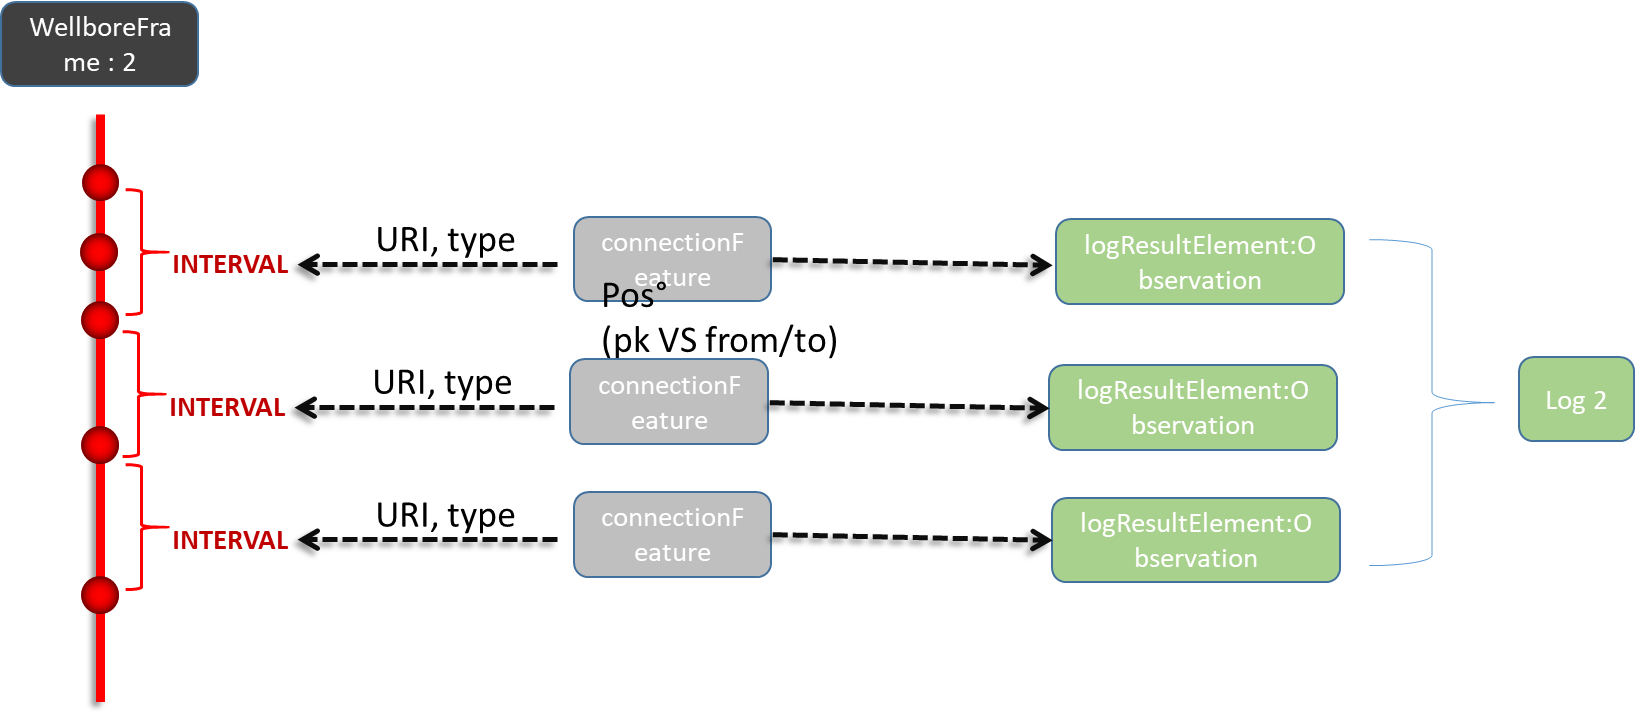 WellboreFra
me : 2
INTERVAL
URI, type
connectionF
eature
logResultElement:O
bservation
Pos°
(pk VS from/to)
INTERVAL
URI, type
connectionF
eature
logResultElement:O
bservation
Log 2
INTERVAL
URI, type
connectionF
eature
logResultElement:O
bservation